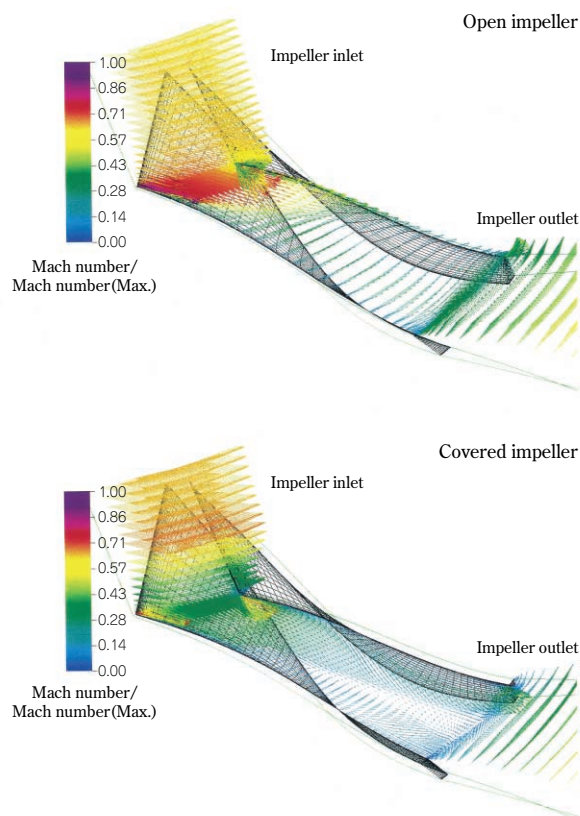 Open impeller
Impeller inlet
1.00
0.86
0.71
0.57
0.43
0.28
0.14
0.00
Impeller outlet
Mach number/
Mach number(Max.)
Covered impeller
Impeller inlet
1.00
0.86
0.71
0.57
0.43
0.28
0.14
0.00
Impeller outlet
Mach number/
Mach number(Max.)